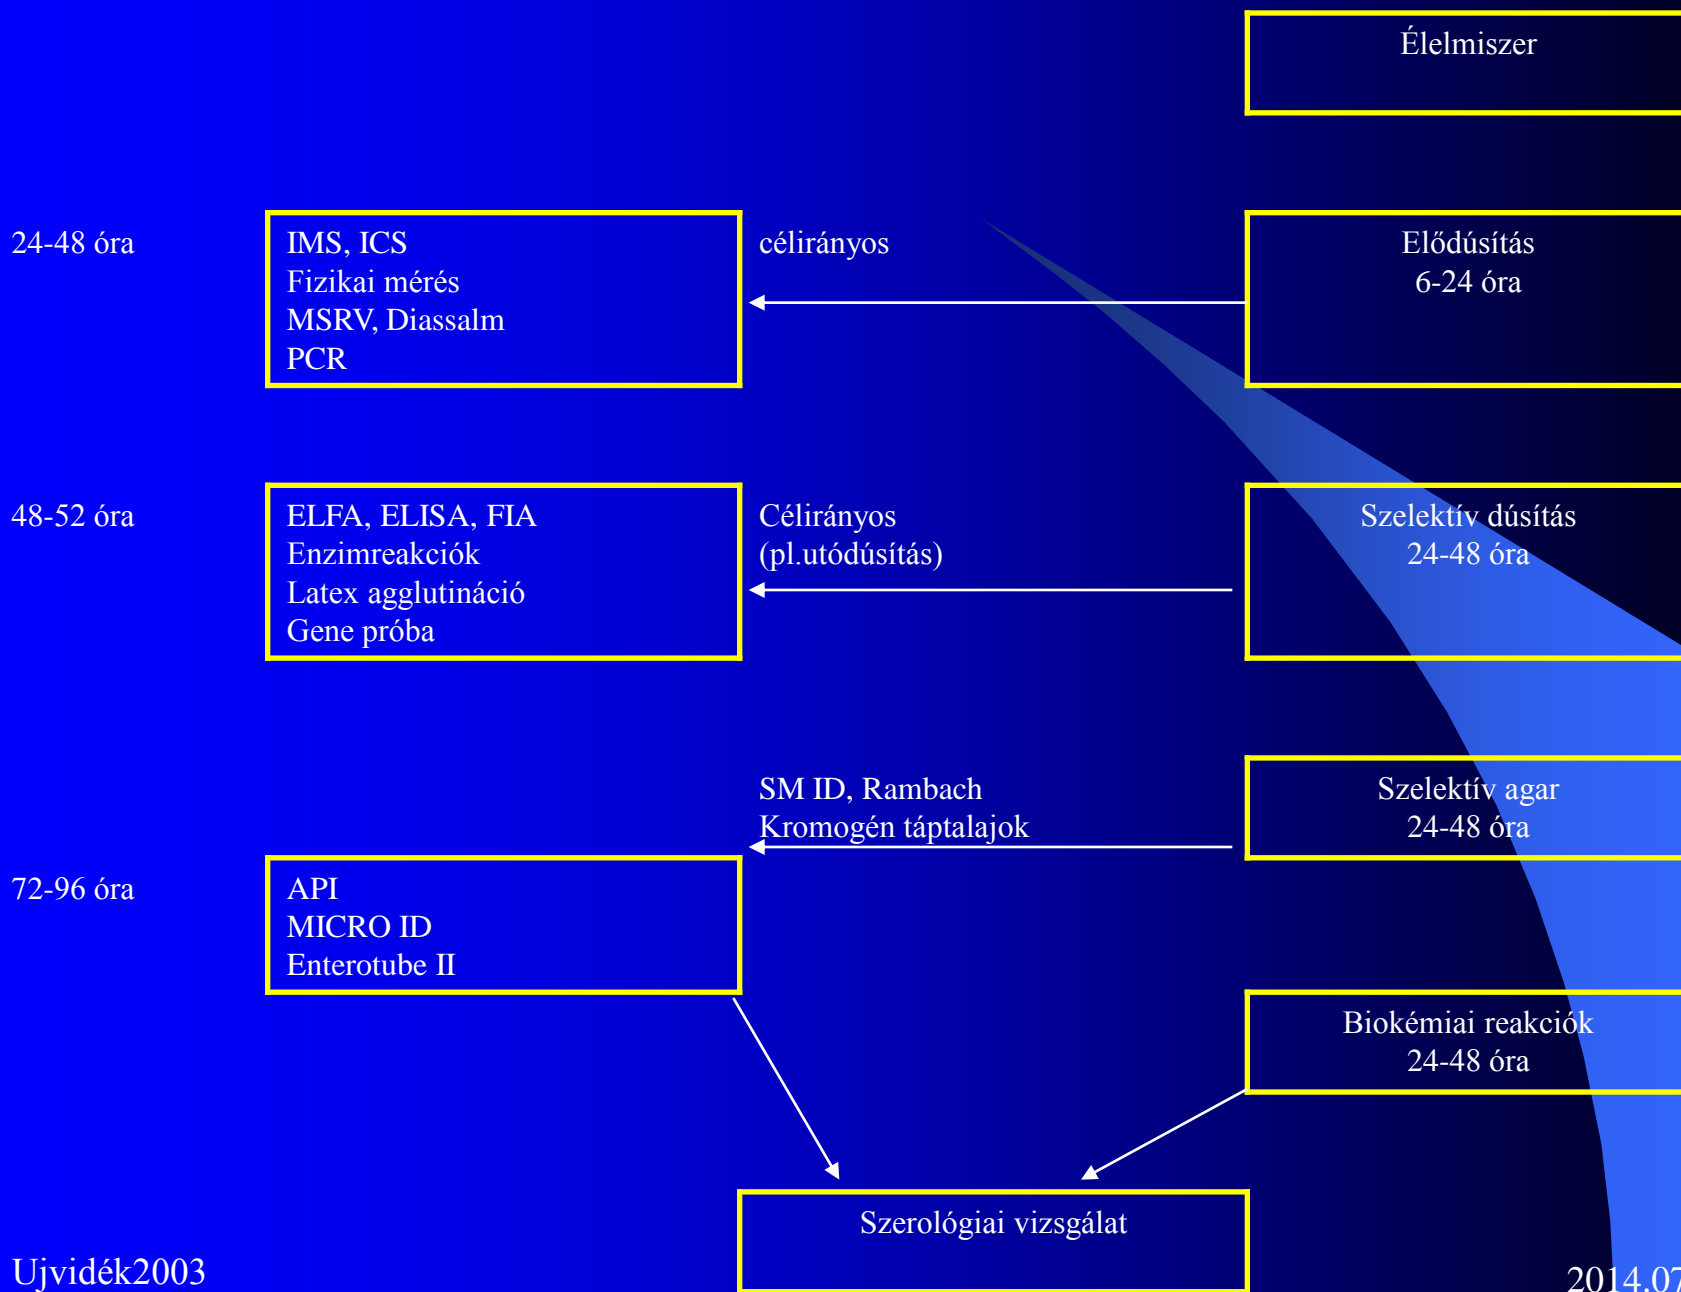 Élelmiszer
24-48 óra
IMS, ICS
Fizikai mérés
MSRV, Diassalm
PCR
célirányos
Elődúsítás
6-24 óra
48-52 óra
ELFA, ELISA, FIA
Enzimreakciók
Latex agglutináció
Gene próba
Célirányos
(pl.utódúsítás)
Szelektív dúsítás
24-48 óra
SM ID, Rambach
Kromogén táptalajok
Szelektív agar
24-48 óra
72-96 óra
API
MICRO ID
Enterotube II
Biokémiai reakciók
24-48 óra
Szerológiai vizsgálat
Ujvidék2003
2014.07